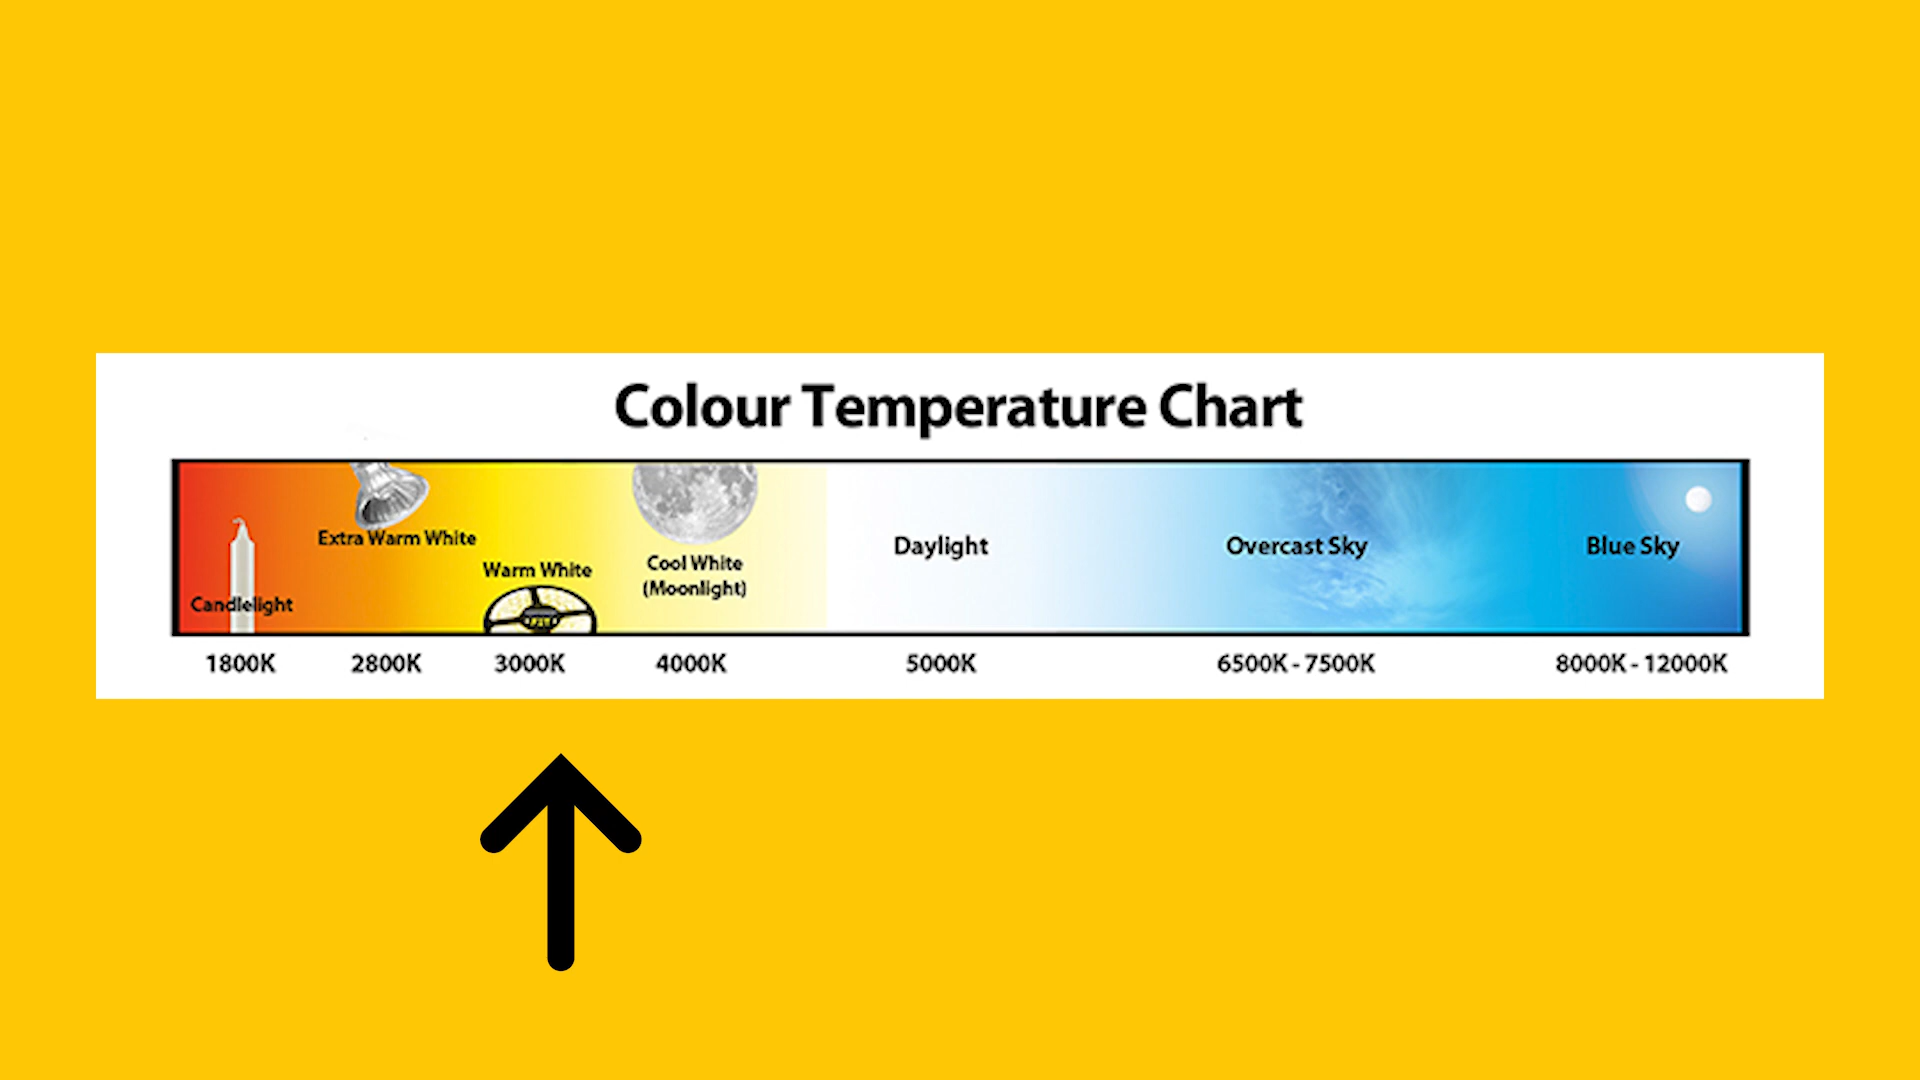 Colour Temperature Chart
Extra Warm White
Candlelight
Warm White
Cool White
(Moonlight)
Daylight
Overcast Sky
Blue Sky
1800K
2800K
3000K
4000K
5000K
6500K - 7500K
8000K - 12000K